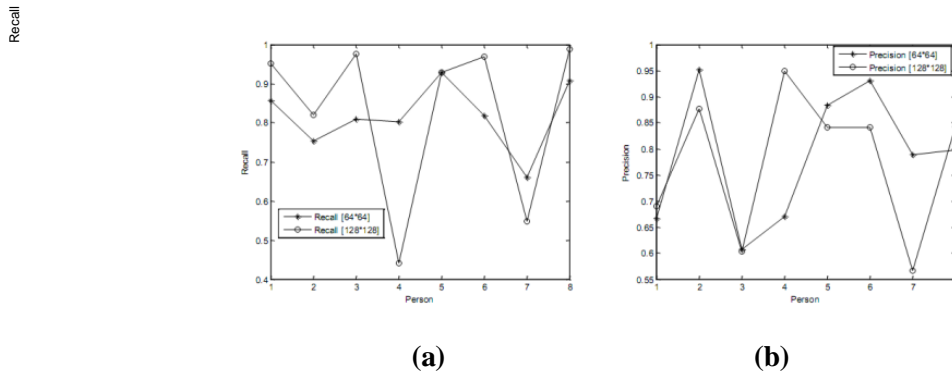 Recall
1
0.9
0.8
0.7
0.6
0.5
0.4
Recall
Recall [64*64]
Recall [128*128]
1 2 3 4 5 6 7 8
Person
(a)
1
0.95
0.9
0.85
0.8
0.75
0.7
0.65
0.6
0.55
Precision
Precision [64*64]
Precision [128*128]
1 2 3 4 5 6 7
Person
(b)